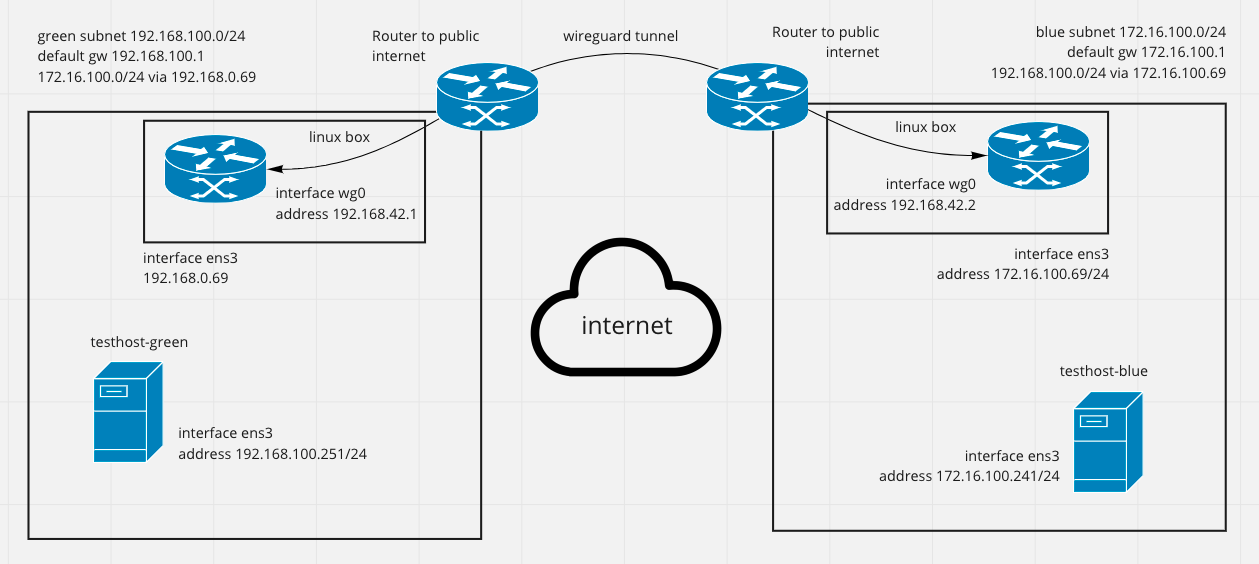 green subnet 192.168.100.0/24
default gw 192.168.100.1
172.16.100.0/24 via 192.168.0.69
Router to public
internet
wireguard tunnel
Router to public
internet
blue subnet 172.16.100.0/24
default gw 172.16.100.1
192.168.100.0/24 via 172.16.100.69
linux box
interface wg0
address 192.168.42.1
interface ens3
192.168.0.69
linux box
interface wg0
address 192.168.42.2
interface ens3
address 172.16.100.69/24
internet
testhost-green
interface ens3
address 192.168.100.251/24
testhost-blue
interface ens3
address 172.16.100.241/24